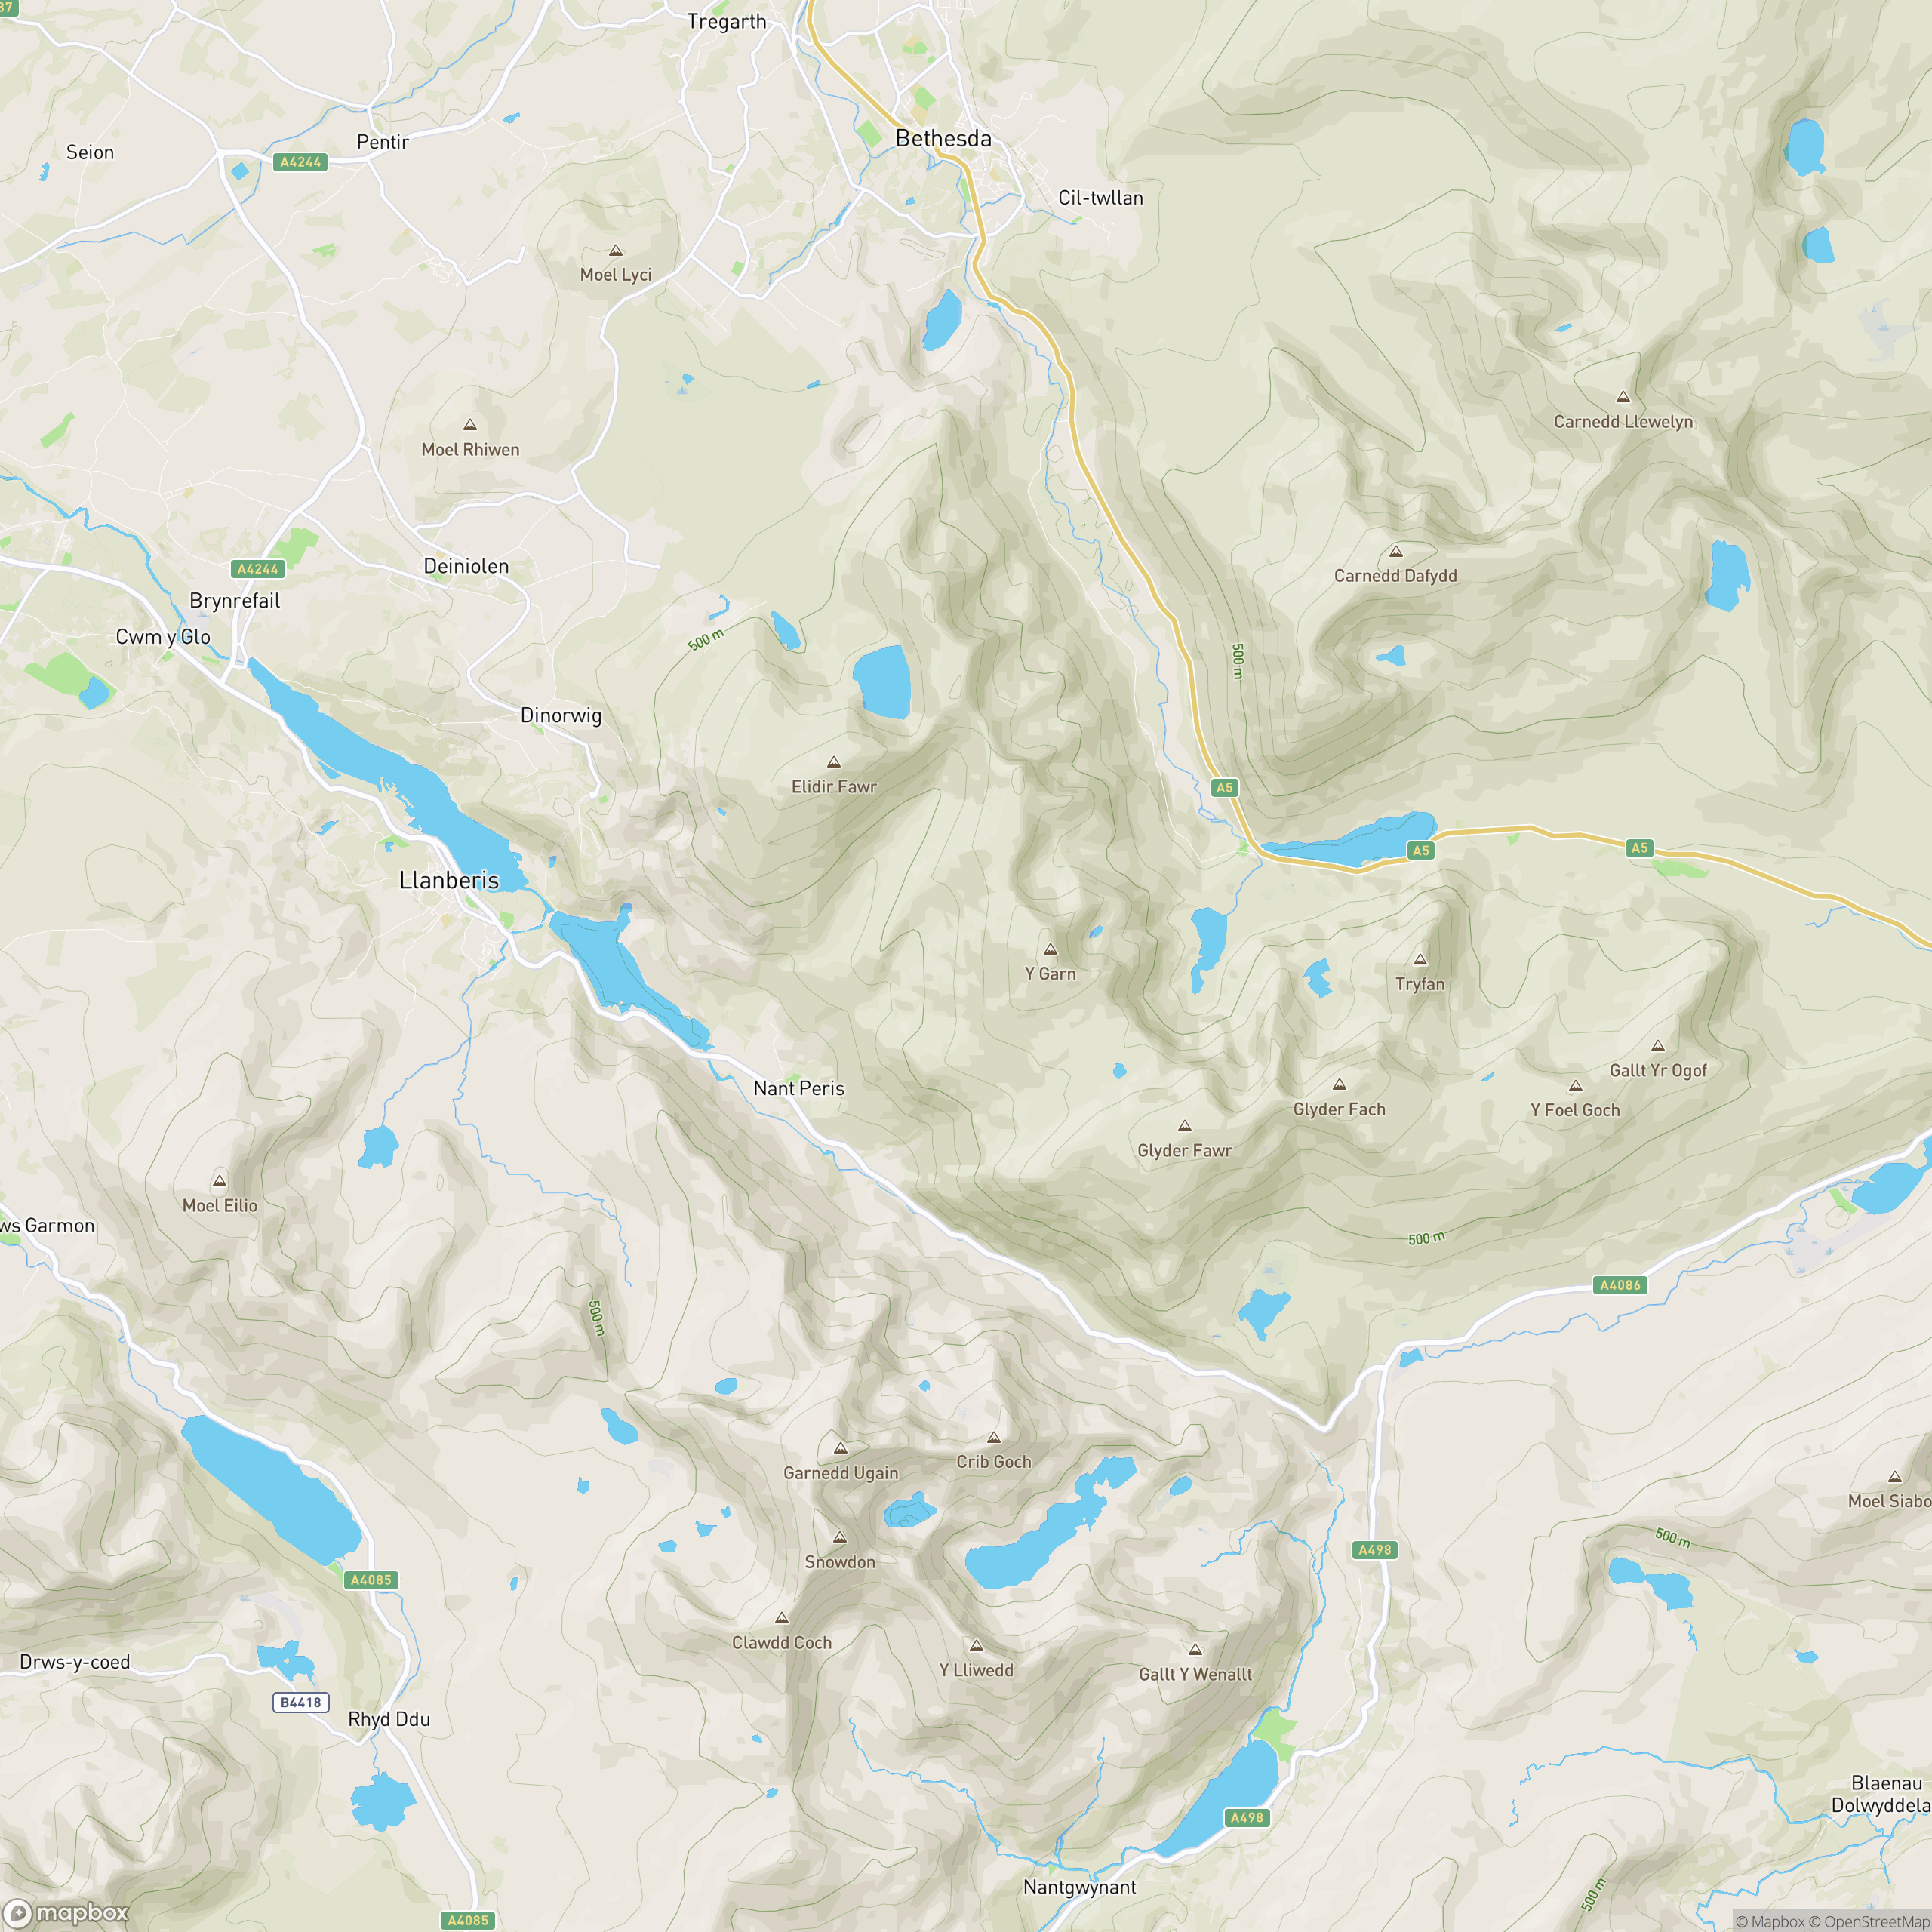 37
Tregarth
Bethesda
Pentir
Seion
A4244
Cil-twllan
Moel Lyci
Carnedd Llewelyn
Moel Rhiwen
Deiniolen
A4244
Carnedd Dafydd
Brynrefail
Cwm y Glo
500 m
500 m
Dinorwig
Elidir Fawr
A5
A5
A5
Llanberis
Y Garn
Tryfan
Gallt Yr Ogof
Nant Peris
Glyder Fach
Y Foel Goch
Glyder Fawr
Moel Eilio
ws Garmon
500 m
A4086
500 m
Garnedd Ugain
Crib Goch
Moel Siabo
500 m
Snowdon
A498
A4085
Clawdd Coch
Y Lliwedd
Gallt Y Wenallt
Drws-y-coed
B4418
Rhyd Ddu
Blaenau
Dolwyddela
A498
Nantgwynant
500 m
mapbox
A4085
© Mapbox © OpenStreetMap